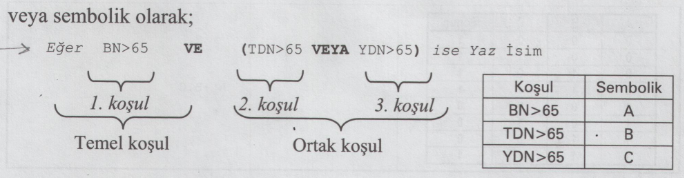 veya sembolik olarak;
Eğer BN>65 VE (TDN>65 VEYA YDN>65) ise Yaz İsim
1. koşul 2. koşul 3. koşul
Temel koşul Ortak koşul
Koşul Sembolik
BN>65 A
TDN>65 B
YDN>65 C